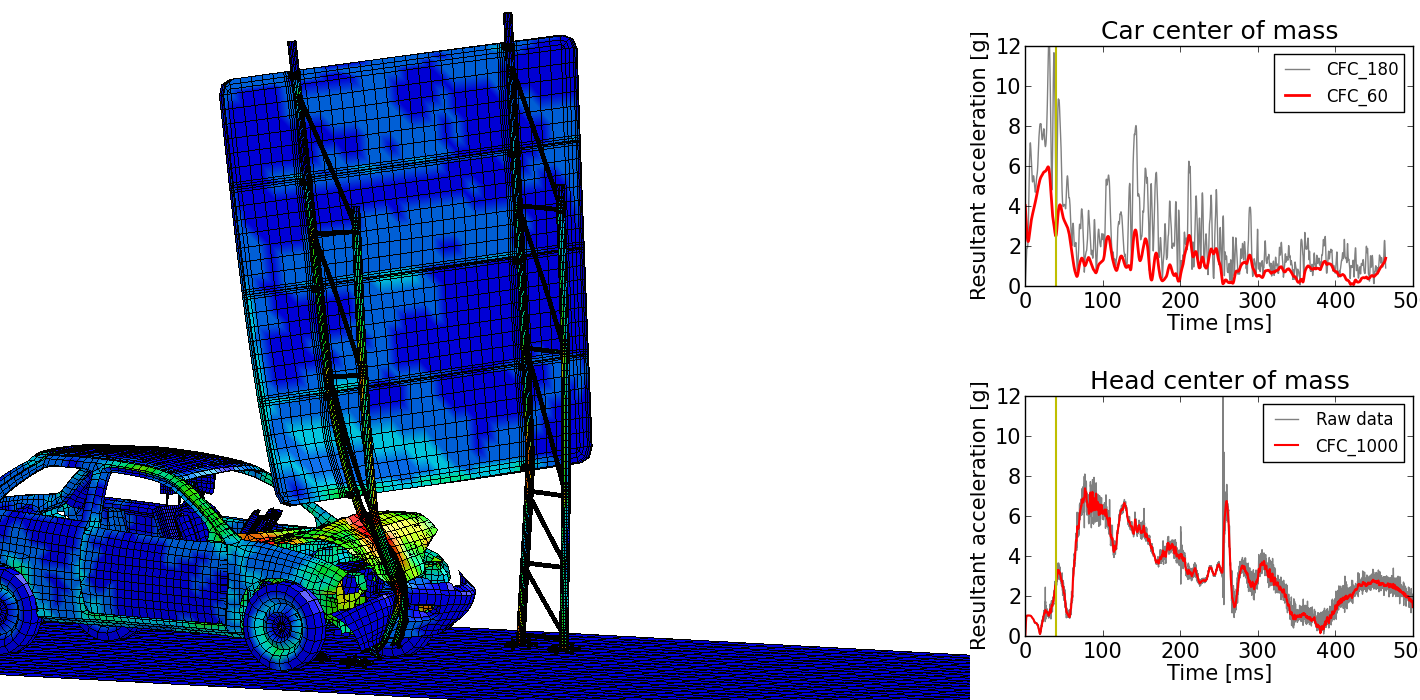 Car center of mass
Resultant acceleration [g]
12
10
8
6
4
2
0
CFC_180
CFC_60
0 100 200 300 400 50
Time [ms]
Head center of mass
Resultant acceleration [g]
12
10
8
6
4
2
0
Raw data
CFC_1000
0 100 200 300 400 50
Time [ms]